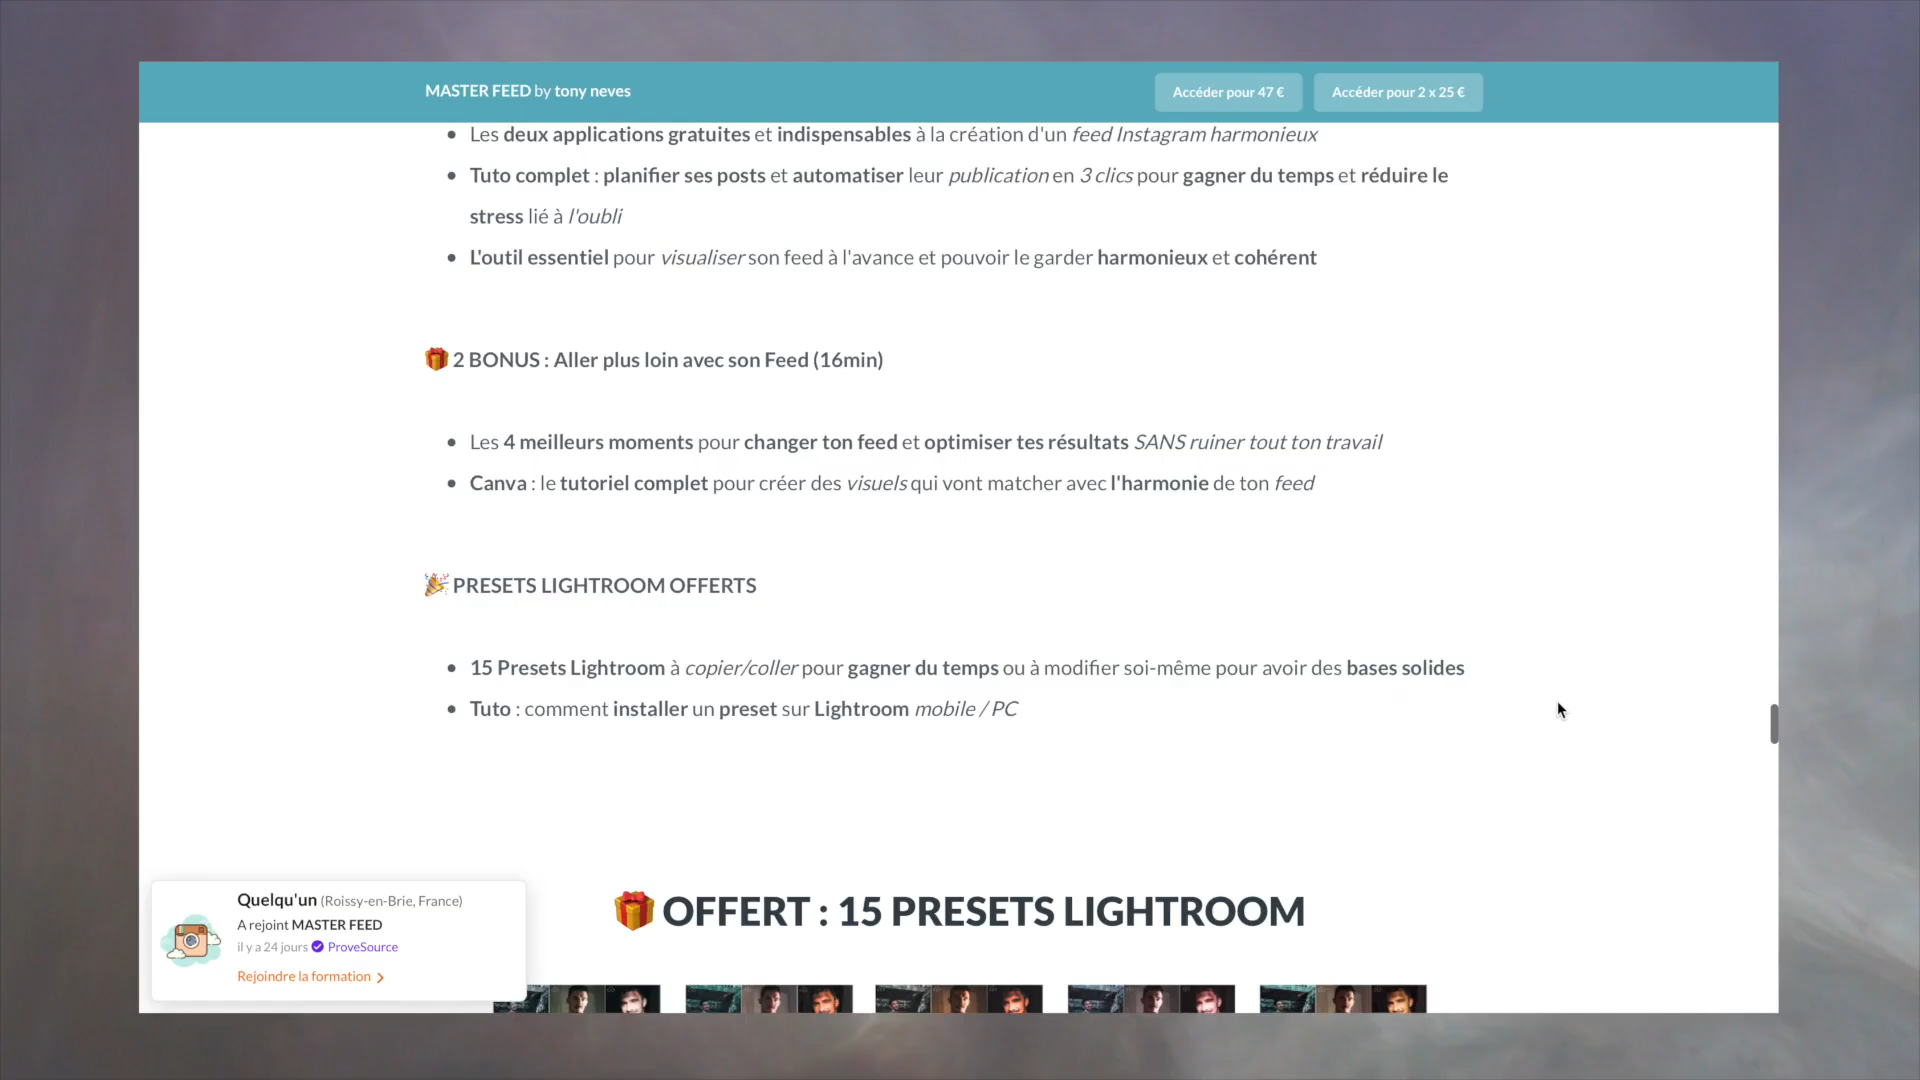 MASTER FEED by tony neves
Accéder pour 47 €
Accéder pour 2 x 25 €
Les deux applications gratuites et indispensables à la création d'un feed Instagram harmonieux
Tuto complet : planifier ses posts et automatiser leur publication en 3 clics pour gagner du temps et réduire le
stress lié à l'oubli
L'outil essentiel pour visualiser son feed à l'avance et pouvoir le garder harmonieux et cohérent
2 BONUS : Aller plus loin avec son Feed (16min)
Les 4 meilleurs moments pour changer ton feed et optimiser tes résultats SANS ruiner tout ton travail
Canva : le tutoriel complet pour créer des visuels qui vont matcher avec l'harmonie de ton feed
PRESETS LIGHTROOM OFFERTS
15 Presets Lightroom à copier/coller pour gagner du temps ou à modifier soi-même pour avoir des bases solides
Tuto : comment installer un preset sur Lightroom mobile / PC
OFFERT : 15 PRESETS LIGHTROOM
Quelqu'un (Roissy-en-Brie, France)
A rejoint MASTER FEED
il y a 24 jours ProveSource
Rejoindre la formation